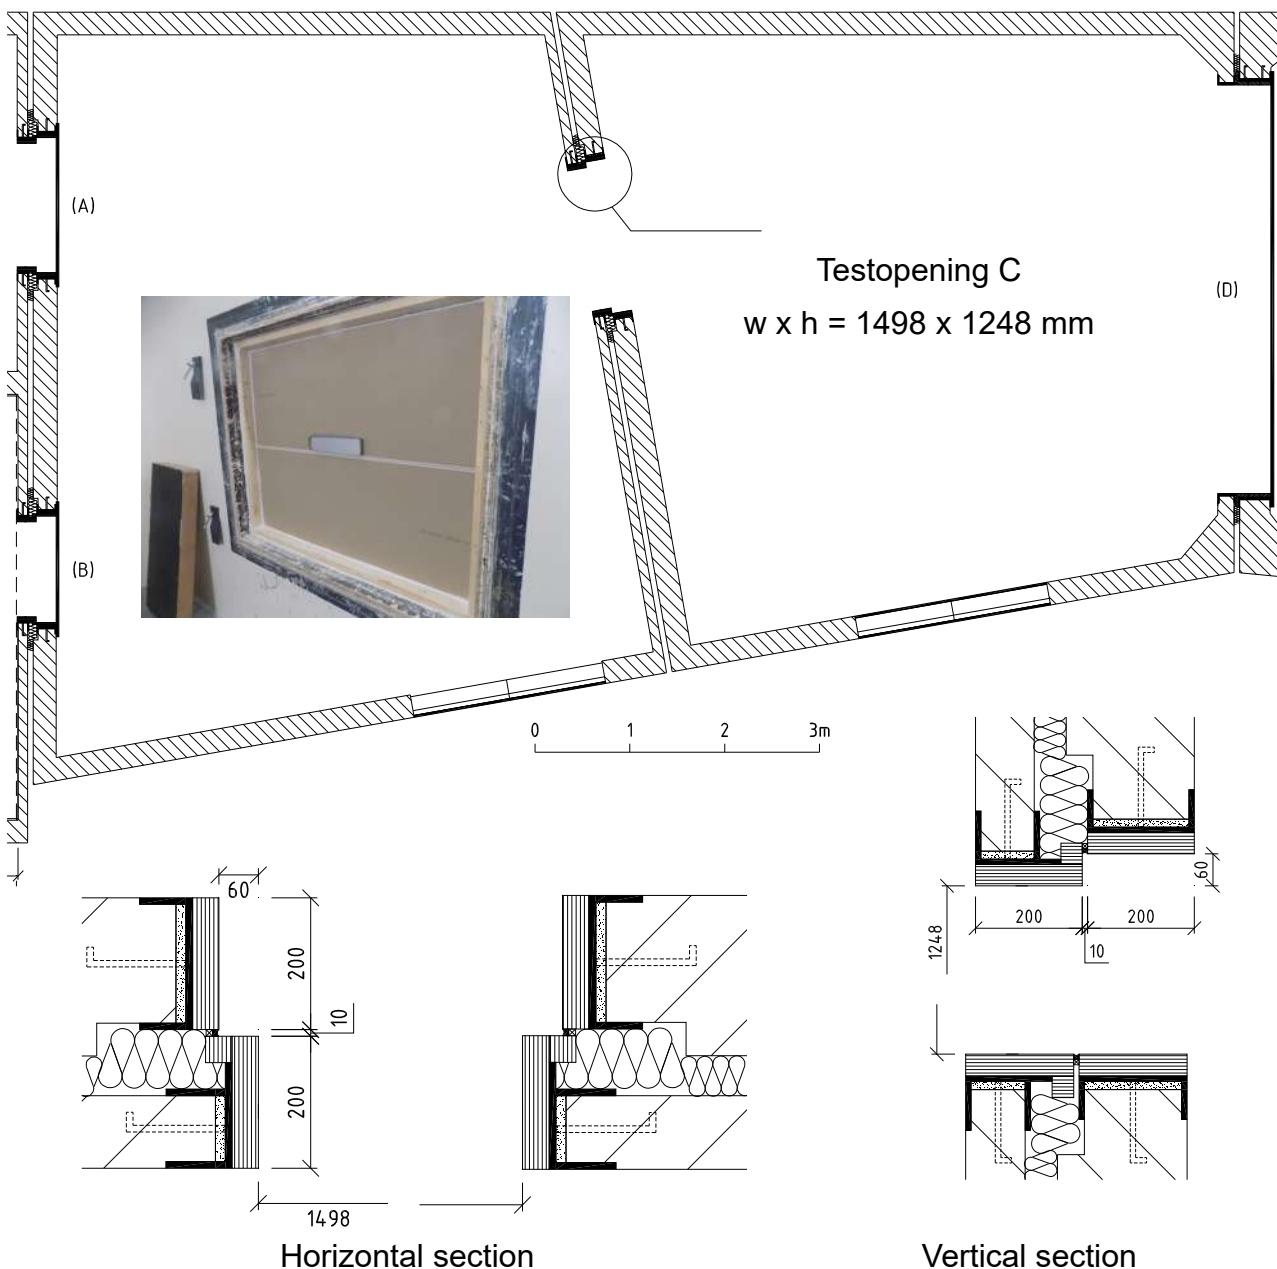 (A)
Testopening C
(D)
w x h = 1498 x 1248 mm
(B)
0 1 2 3m
60
200
10
200
1498
Horizontal section
60
200 200
10
1248
Vertical section